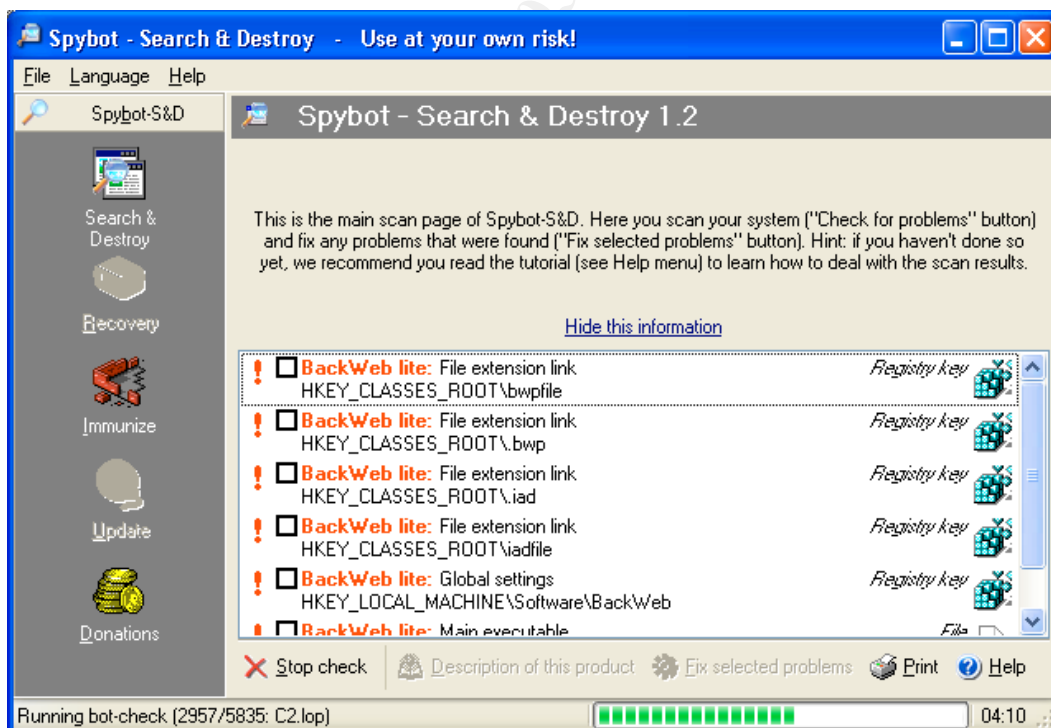 Spybot - Search & Destroy - Use at your own risk!
File Language Help
Spybot-S&D
Spybot - Search & Destroy 1.2
Search &
Destroy
Recovery
Immunize
Update
Donations
This is the main scan page of Spybot-S&D. Here you scan your system ("Check for problems" button)
and fix any problems that were found ("Fix selected problems" button). Hint: if you haven't done so
yet, we recommend you read the tutorial (see Help menu) to learn how to deal with the scan results.
Hide this information
BackWeb lite: File extension link Registry key
HKEY_CLASSES_ROOT\bwpfile
BackWeb lite: File extension link Registry key
HKEY_CLASSES_ROOT\.bwp
BackWeb lite: File extension link Registry key
HKEY_CLASSES_ROOT\.iad
BackWeb lite: File extension link Registry key
HKEY_CLASSES_ROOT\iadfile
BackWeb lite: Global settings Registry key
HKEY_LOCAL_MACHINE\Software\BackWeb
BackWeb lite: Main executable File
Stop check Description of this product Fix selected problems Print Help
Running bot-check (2957/5835: C2.lop) 04:10